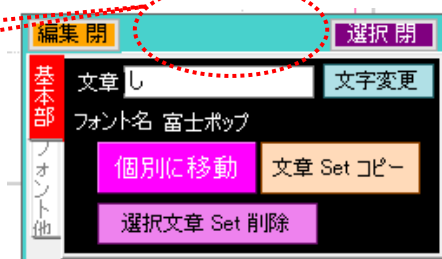 編集 閉 選択 閉
基本部 文章 し 文字変更
フォント名 富士ポップ
フォント他 個別に移動 文章 Set コピー
選択文章 Set 削除